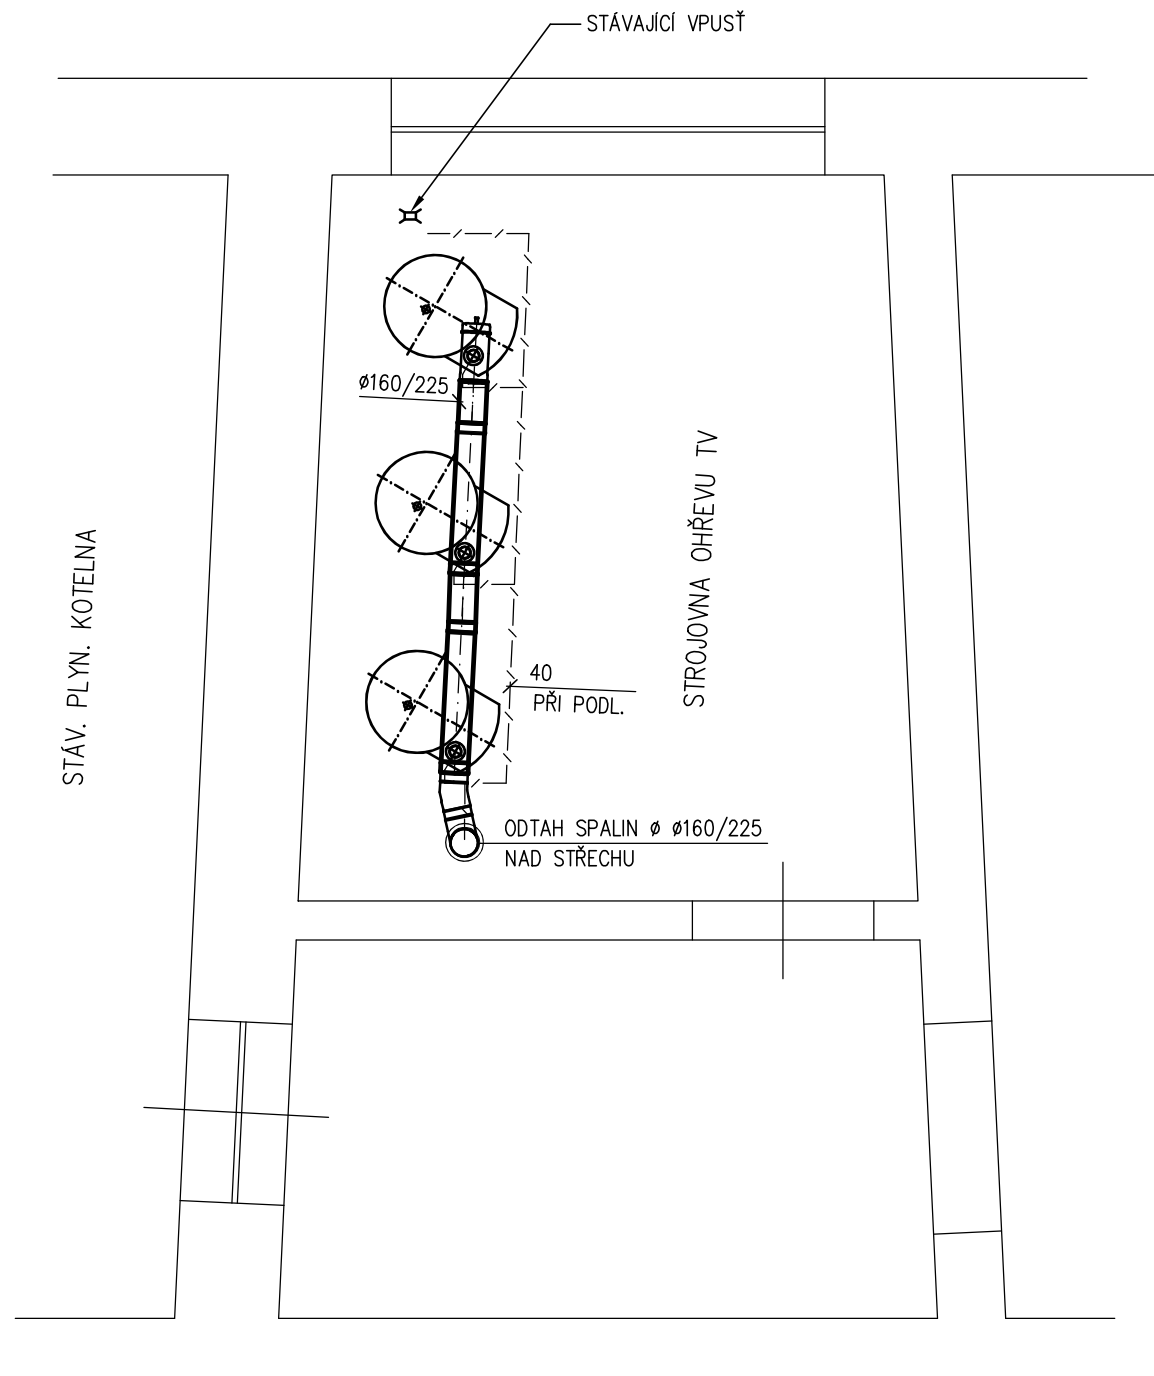 STÁVAJÍCÍ VPUSŤ
ø160/225
STROJOVNA OHŘEVU TV
STÁV. PLYN. KOTELNA
40
PŘI PODL.
ODTAH SPALIN ø ø160/225
NAD STŘECHU